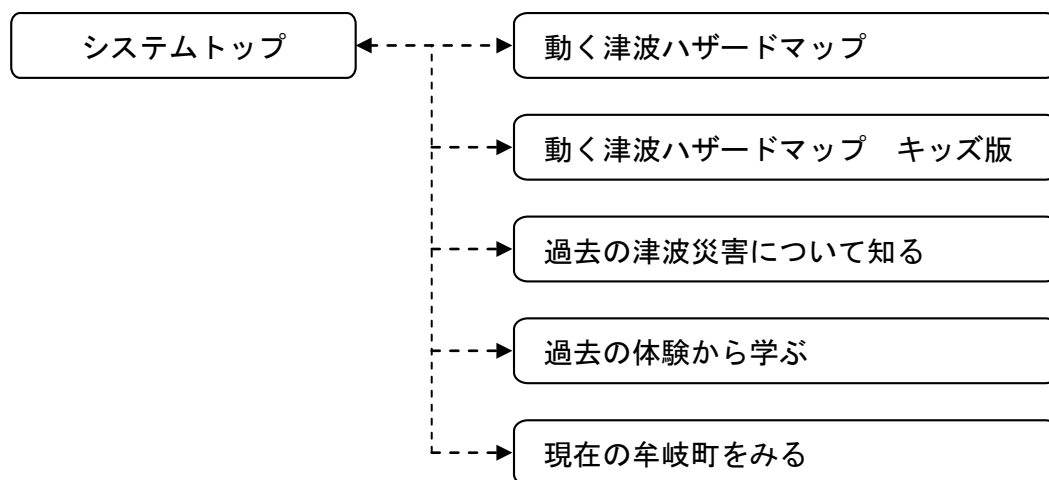 システムトップ
動く津波ハザードマップ
動く津波ハザードマップ　キッズ版
過去の津波災害について知る
過去の体験から学ぶ
現在の牟岐町をみる